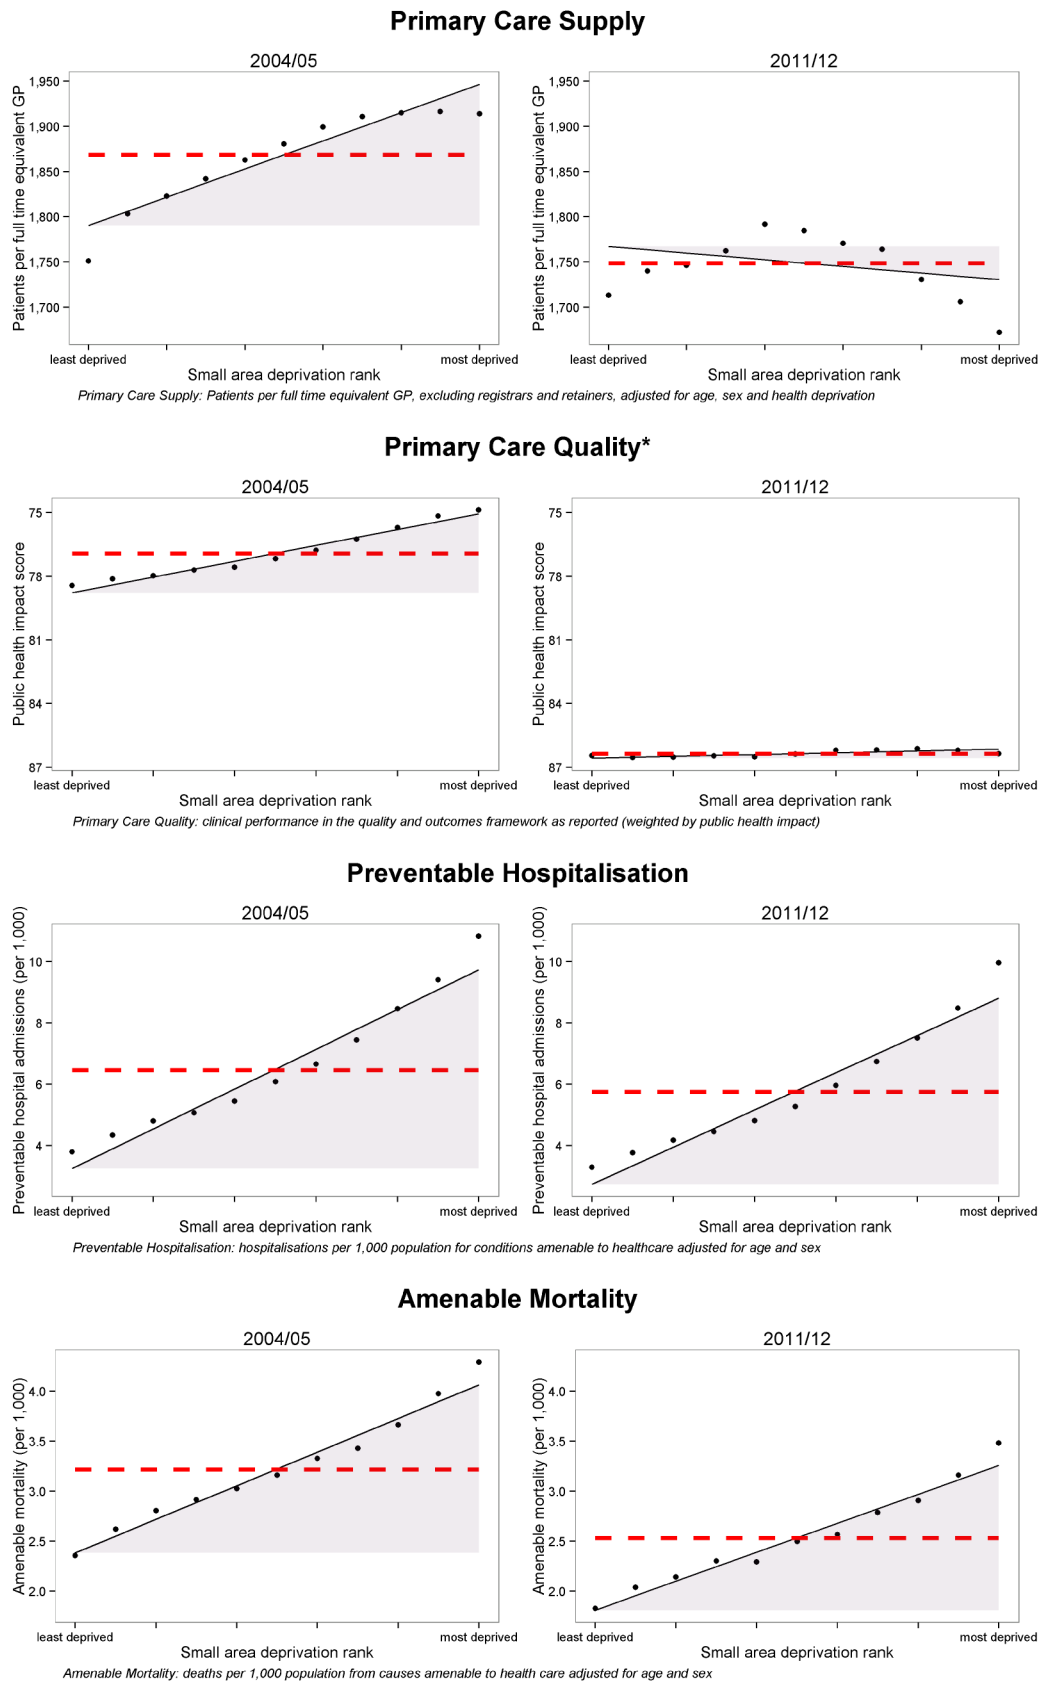 Primary Care Supply
2004/05
2011/12
Patients per full time equivalent GP
1,950
1,900
1,850
1,800
1,750
1,700
least deprived
most deprived
Small area deprivation rank
Patients per full time equivalent GP
1,950
1,900
1,850
1,800
1,750
1,700
least deprived
most deprived
Small area deprivation rank
Primary Care Supply: Patients per full time equivalent GP, excluding registrars and retainers, adjusted for age, sex and health deprivation
Primary Care Quality*
2004/05
2011/12
Public health impact score
75
78
81
84
87
least deprived
most deprived
Small area deprivation rank
Public health impact score
75
78
81
84
87
least deprived
most deprived
Small area deprivation rank
Primary Care Quality: clinical performance in the quality and outcomes framework as reported (weighted by public health impact)
Preventable Hospitalisation
2004/05
2011/12
Preventable hospital admissions (per 1,000)
10
8
6
4
least deprived
most deprived
Small area deprivation rank
Preventable hospital admissions (per 1,000)
10
8
6
4
least deprived
most deprived
Small area deprivation rank
Preventable Hospitalisation: hospitalisations per 1,000 population for conditions amenable to healthcare adjusted for age and sex
Amenable Mortality
2004/05
2011/12
Amenable mortality (per 1,000)
4.0
3.5
3.0
2.5
2.0
least deprived
most deprived
Small area deprivation rank
Amenable mortality (per 1,000)
4.0
3.5
3.0
2.5
2.0
least deprived
most deprived
Small area deprivation rank
Amenable Mortality: deaths per 1,000 population from causes amenable to health care adjusted for age and sex